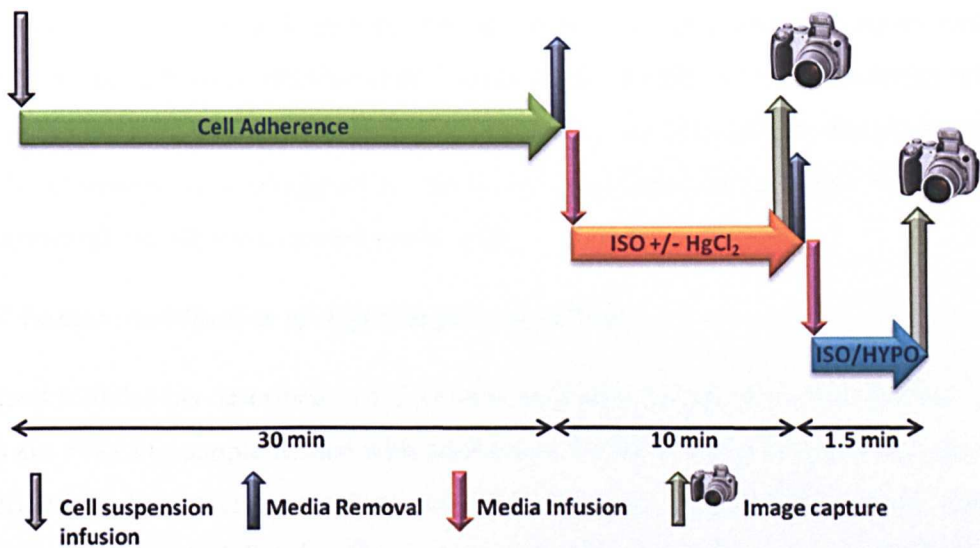 Cell Adherence
ISO +/- HgCl₂
ISO/HYPO
30 min
10 min
1.5 min
Cell suspension
infusion
Media Removal
Media Infusion
Image capture